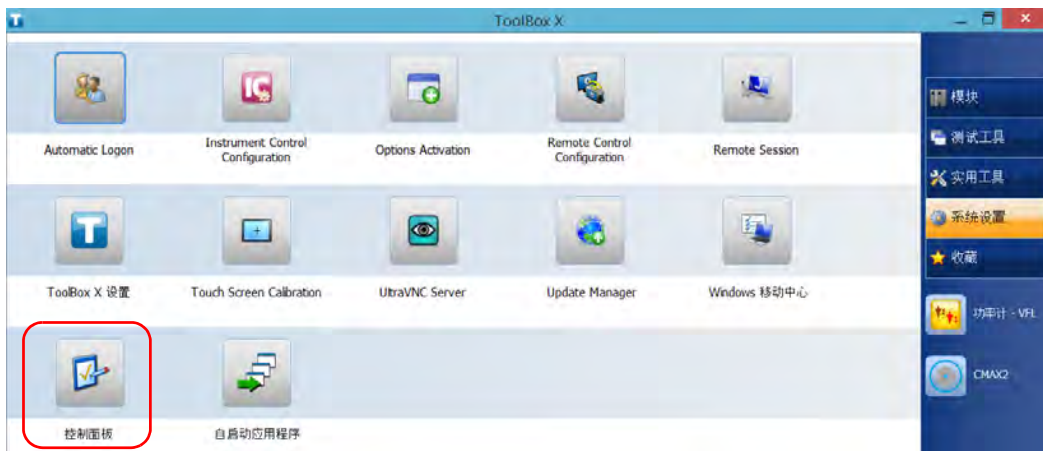 ToolBox X
Automatic Logon
Instrument Control
Configuration
Options Activation
Remote Control
Configuration
Remote Session
ToolBox X 设置
Touch Screen Calibration
UltraVNC Server
Update Manager
Windows 移动中心
控制面板
自启动应用程序
模块
测试工具
实用工具
系统设置
收藏
功率计 - VFL
CMAX2